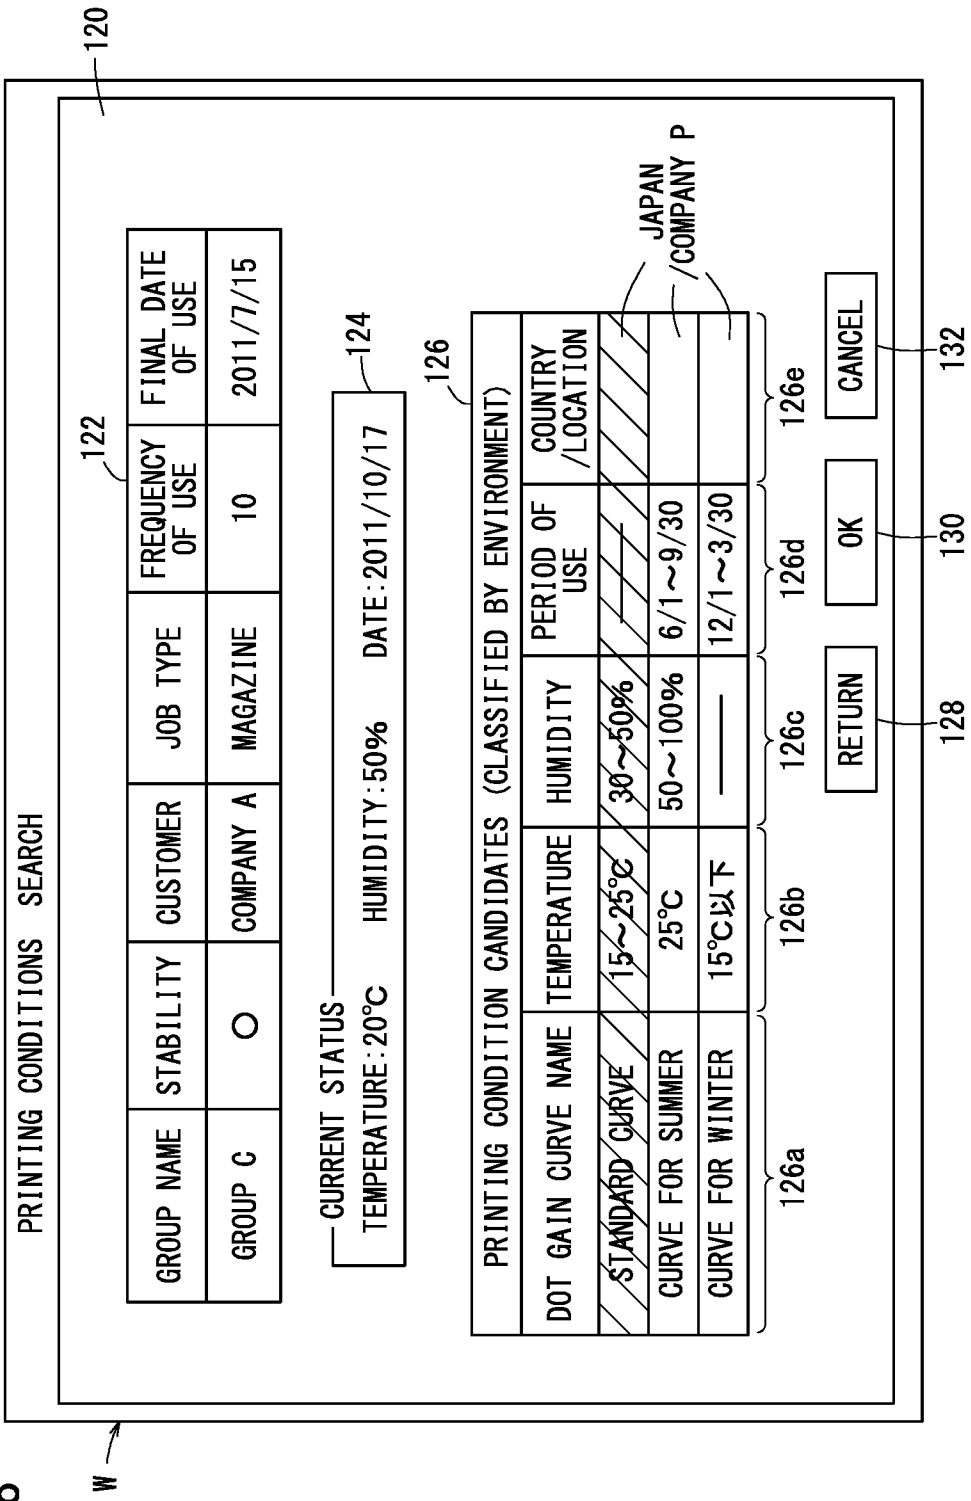 PRINTING CONDITIONS SEARCH
W
120
122
GROUP NAME STABILITY CUSTOMER JOB TYPE FREQUENCY OF USE FINAL DATE OF USE
GROUP C ○ COMPANY A MAGAZINE 10 2011/7/15
124
CURRENT STATUS
TEMPERATURE:20℃ HUMIDITY:50% DATE:2011/10/17
126
PRINTING CONDITION CANDIDATES (CLASSIFIED BY ENVIRONMENT)
DOT GAIN CURVE NAME TEMPERATURE HUMIDITY PERIOD OF USE COUNTRY /LOCATION
STANDARD CURVE 15～25℃ 30～50% ―
CURVE FOR SUMMER 25℃ 50～100% 6/1～9/30
CURVE FOR WINTER 15℃以下 ― 12/1～3/30
JAPAN
/COMPANY P
126a 126b 126c 126d 126e
RETURN OK CANCEL
128 130 132